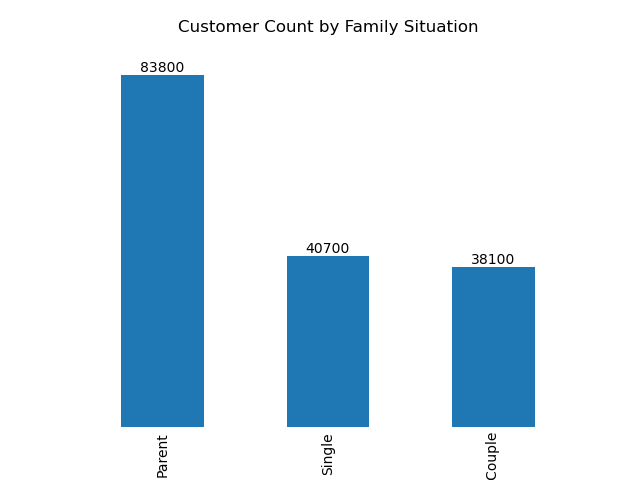 Customer Count by Family Situation
83800
40700
38100
Parent
Single
Couple